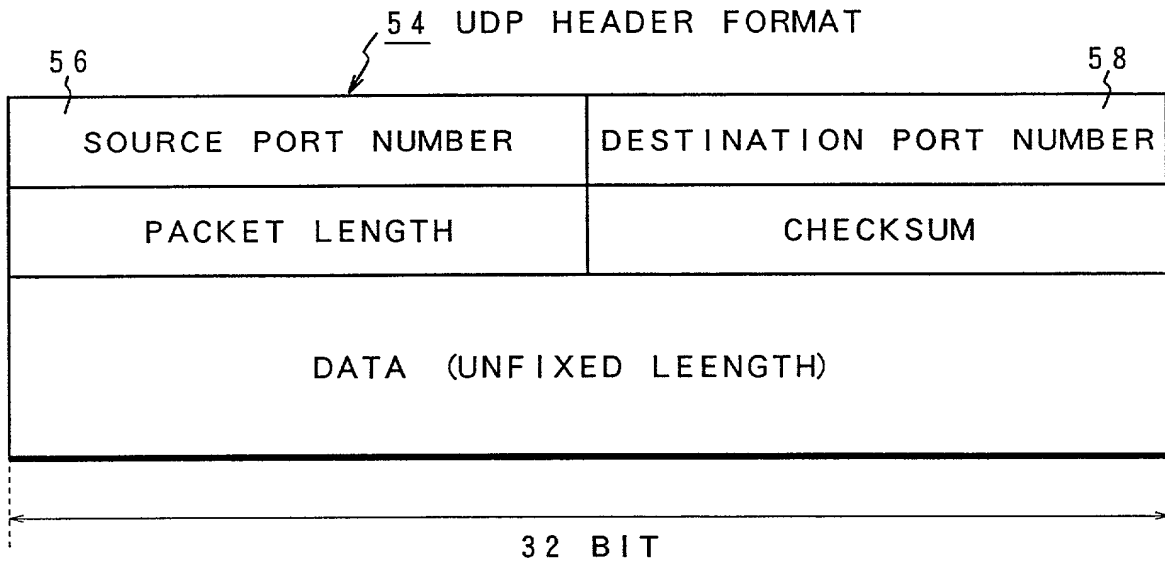 54 UDP HEADER FORMAT
56
58
SOURCE PORT NUMBER
DESTINATION PORT NUMBER
PACKET LENGTH
CHECKSUM
DATA (UNFIXED LEENGTH)
32 BIT